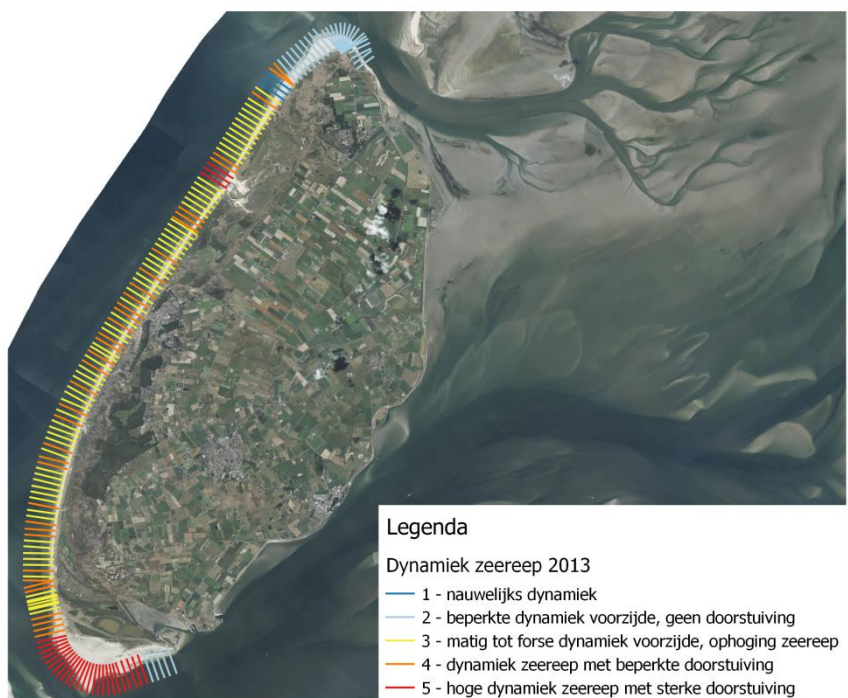 Legenda
Dynamiek zeereep 2013
1 - nauwelijks dynamiek
2 - beperkte dynamiek voorzijde, geen doorstuiving
3 - matig tot forse dynamiek voorzijde, ophoging zeereep
4 - dynamiek zeereep met beperkte doorstuiving
5 - hoge dynamiek zeereep met sterke doorstuiving